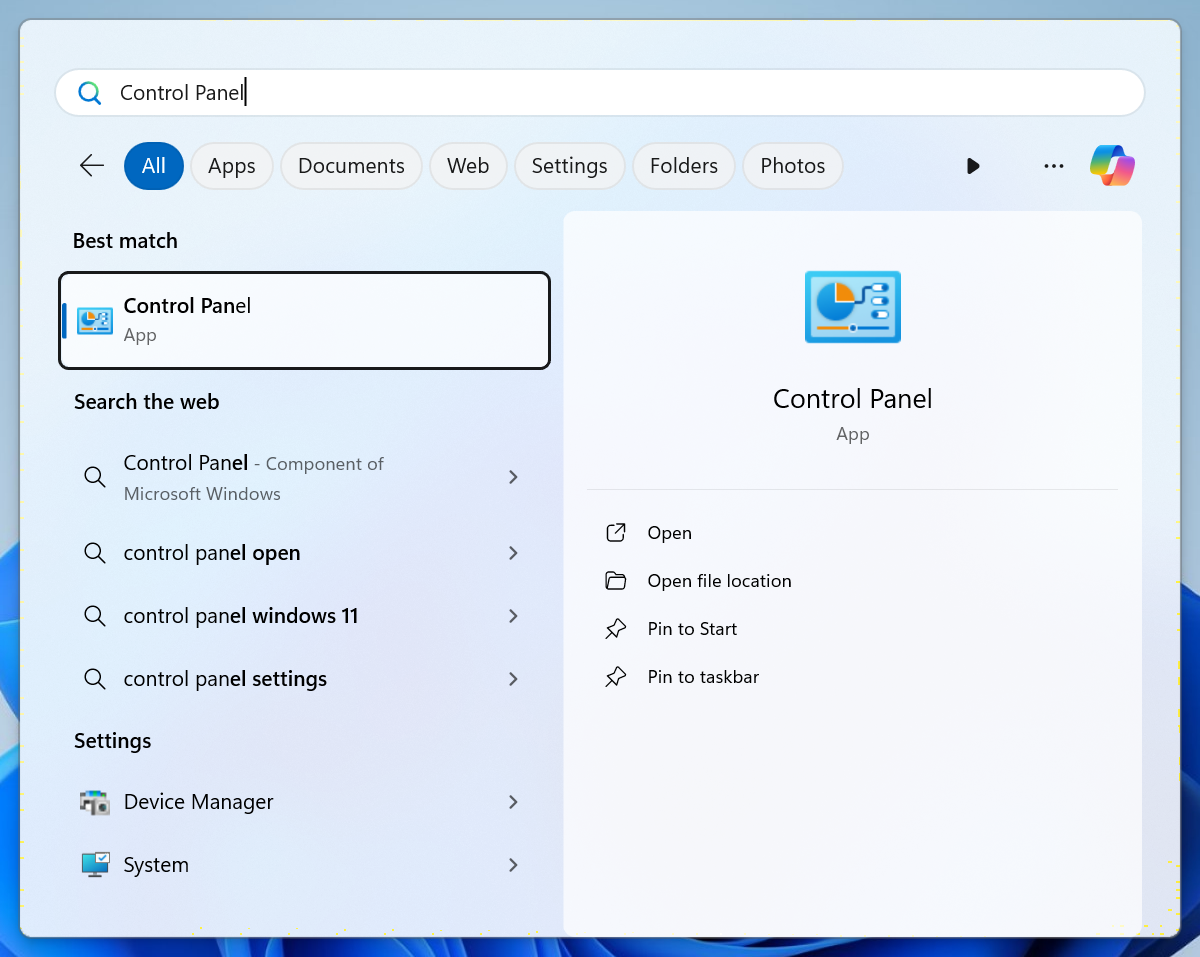 Control Panel
All
Apps
Documents
Web
Settings
Folders
Photos
Best match
Control Panel
App
Search the web
Control Panel - Component of
Microsoft Windows
control panel open
control panel windows 11
control panel settings
Settings
Device Manager
System
Control Panel
App
Open
Open file location
Pin to Start
Pin to taskbar